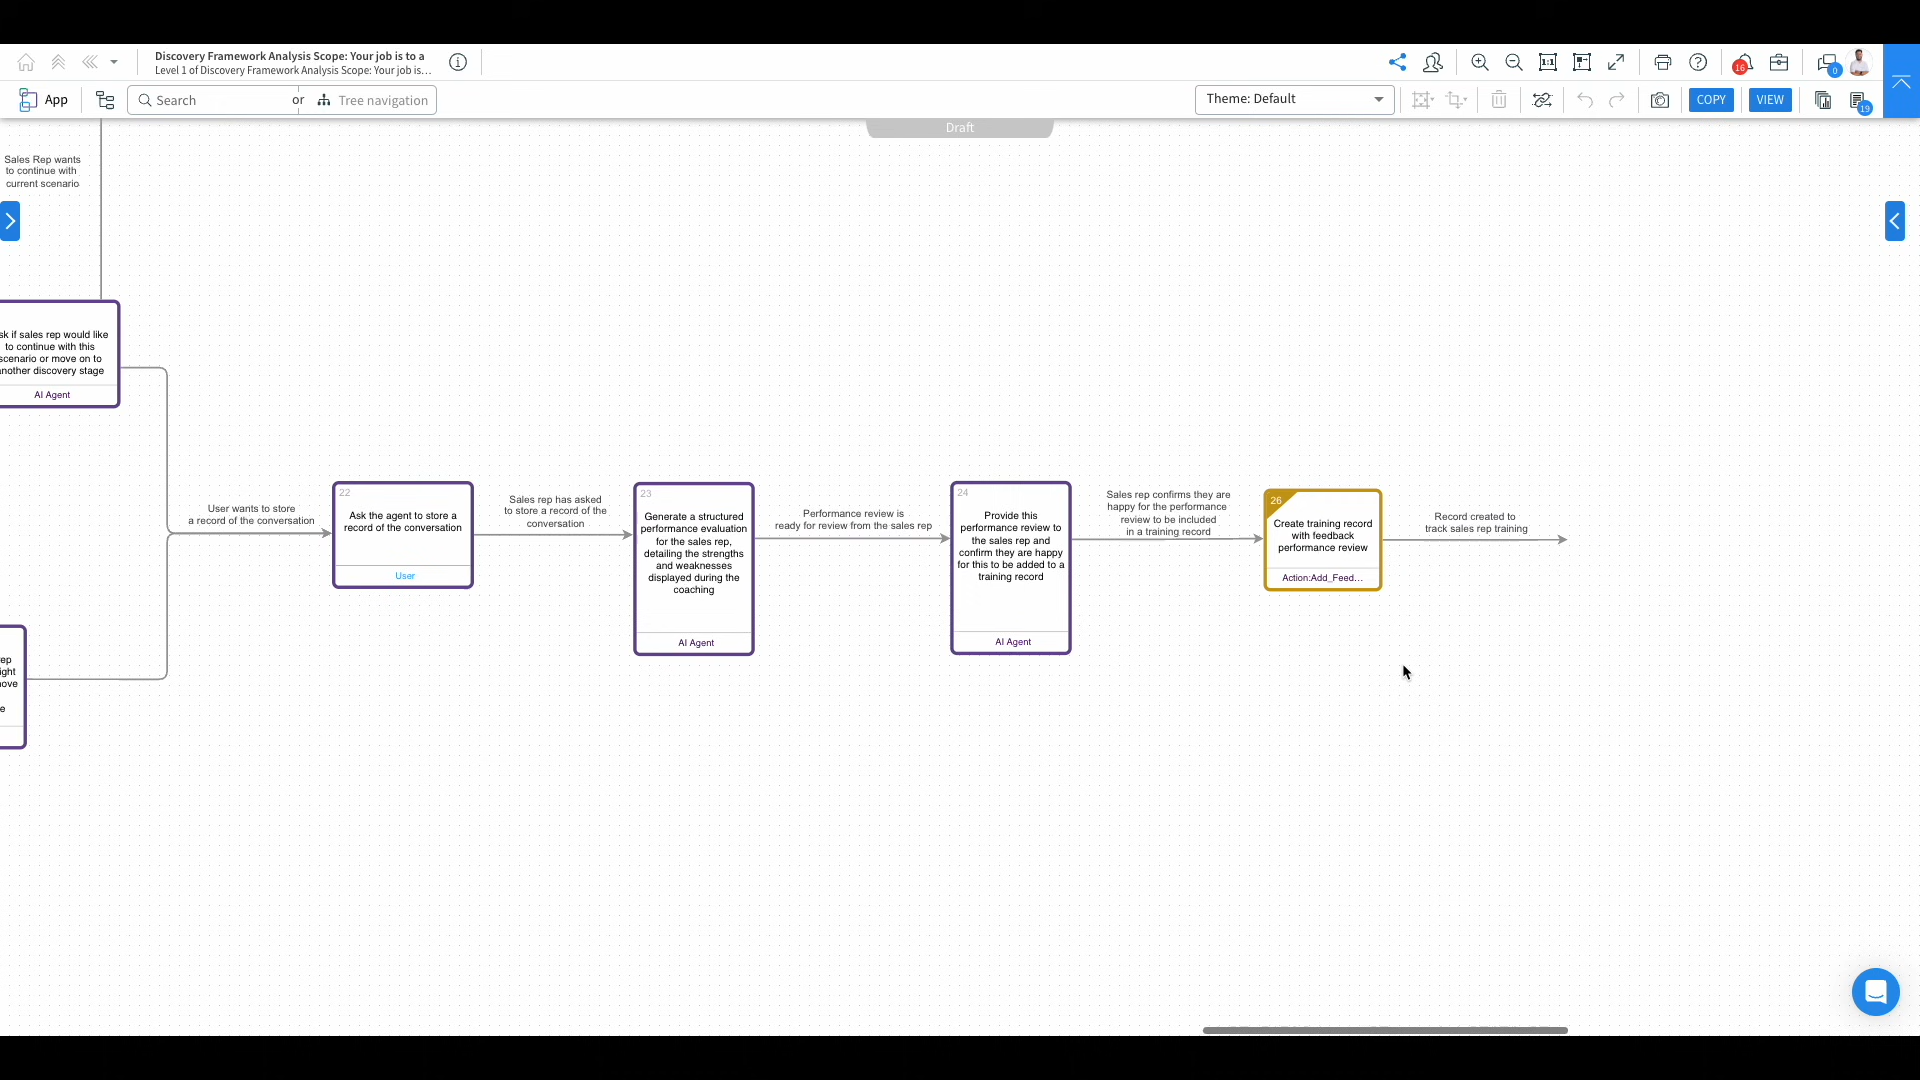 Discovery Framework Analysis Scope: Your job is to a
Level 1 of Discovery Framework Analysis Scope: Your job is...
1:1
16
0
App
Search
or
Tree navigation
Theme: Default
COPY
VIEW
19
Draft
Sales Rep wants
to continue with
current scenario
sk if sales rep would like
to continue with this
scenario or move on to
another discovery stage
AI Agent
ep
ight
nove
e
User wants to store
a record of the conversation
22
Ask the agent to store a
record of the conversation
User
Sales rep has asked
to store a record of the
conversation
23
Generate a structured
performance evaluation
for the sales rep,
detailing the strengths
and weaknesses
displayed during the
coaching
AI Agent
Performance review is
ready for review from the sales rep
24
Provide this
performance review to
the sales rep and
confirm they are happy
for this to be added to a
training record
AI Agent
Sales rep confirms they are
happy for the performance
review to be included
in a training record
26
Create training record
with feedback
performance review
Action:Add_Feed...
Record created to
track sales rep training